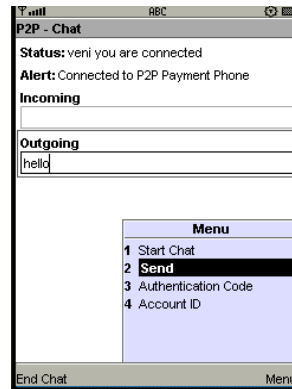 ABC
P2P - Chat
Status: veni you are connected
Alert: Connected to P2P Payment Phone
Incoming
Outgoing
hello
Menu
1 Start Chat
2 Send
3 Authentication Code
4 Account ID
End Chat Menu